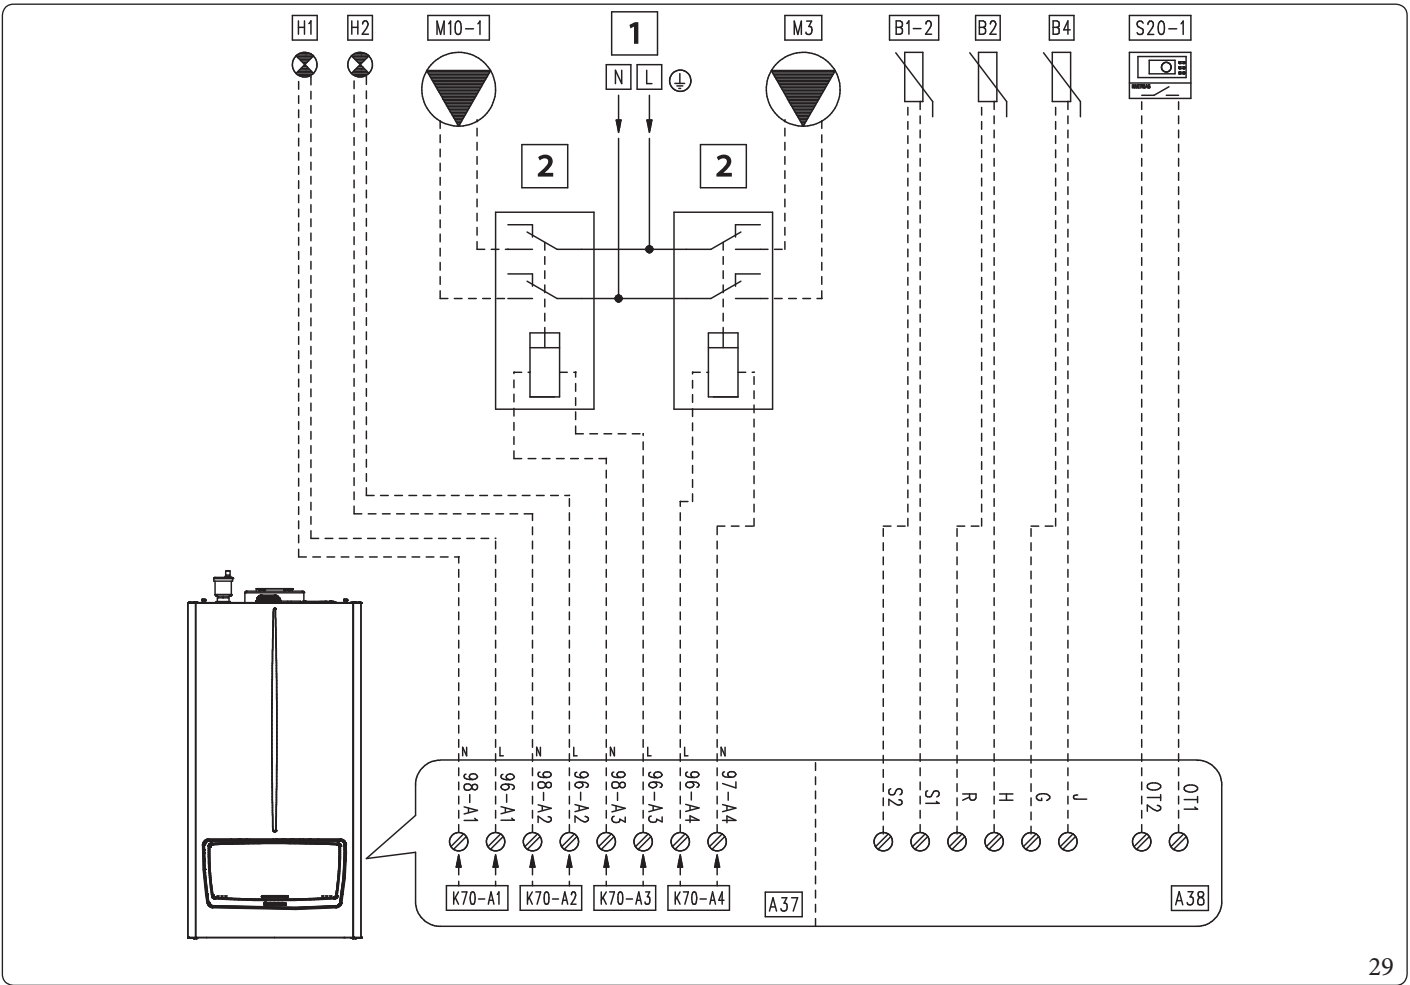 H1 H2 M10-1 1 M3 B1-2 B2 B4 S20-1
N L
2 2
N L N L N L L N
98-A1 96-A1 98-A2 96-A2 98-A3 96-A3 96-A4 97-A4 S2 S1 R H G J OT2 OT1
K70-A1 K70-A2 K70-A3 K70-A4 A37 A38
29